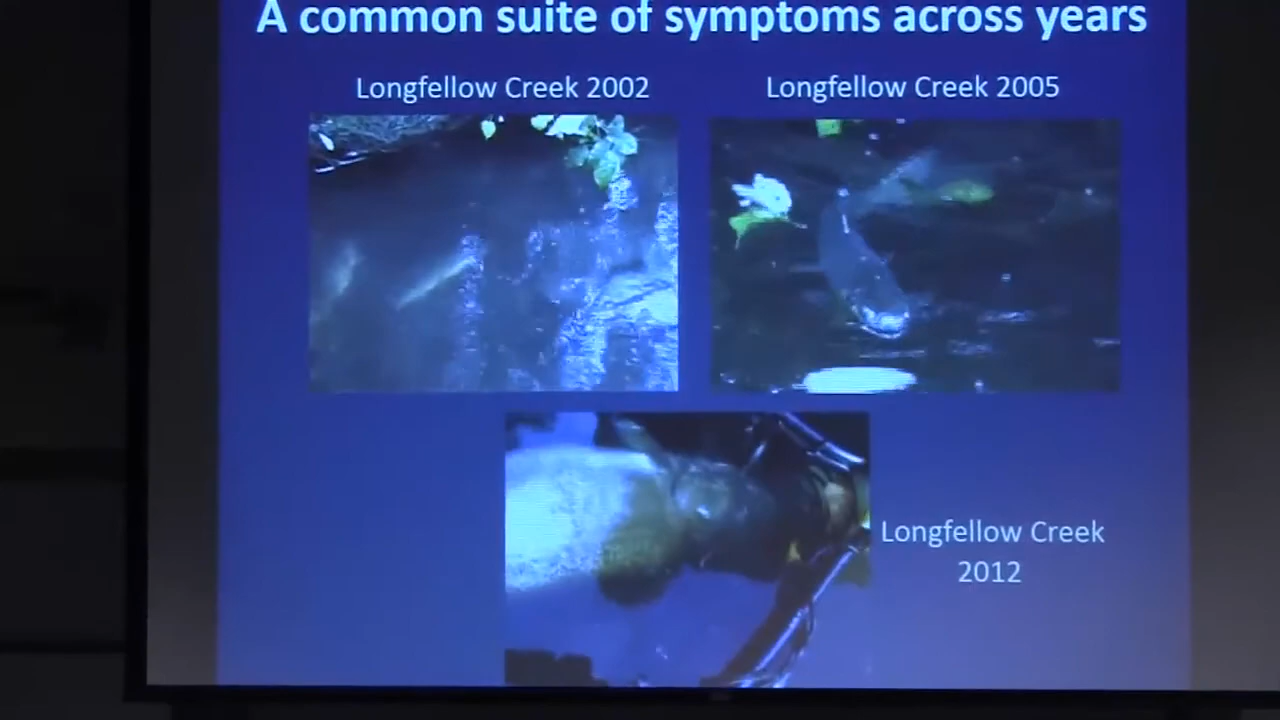 A common suite of symptoms across years
Longfellow Creek 2002
Longfellow Creek 2005
Longfellow Creek
2012